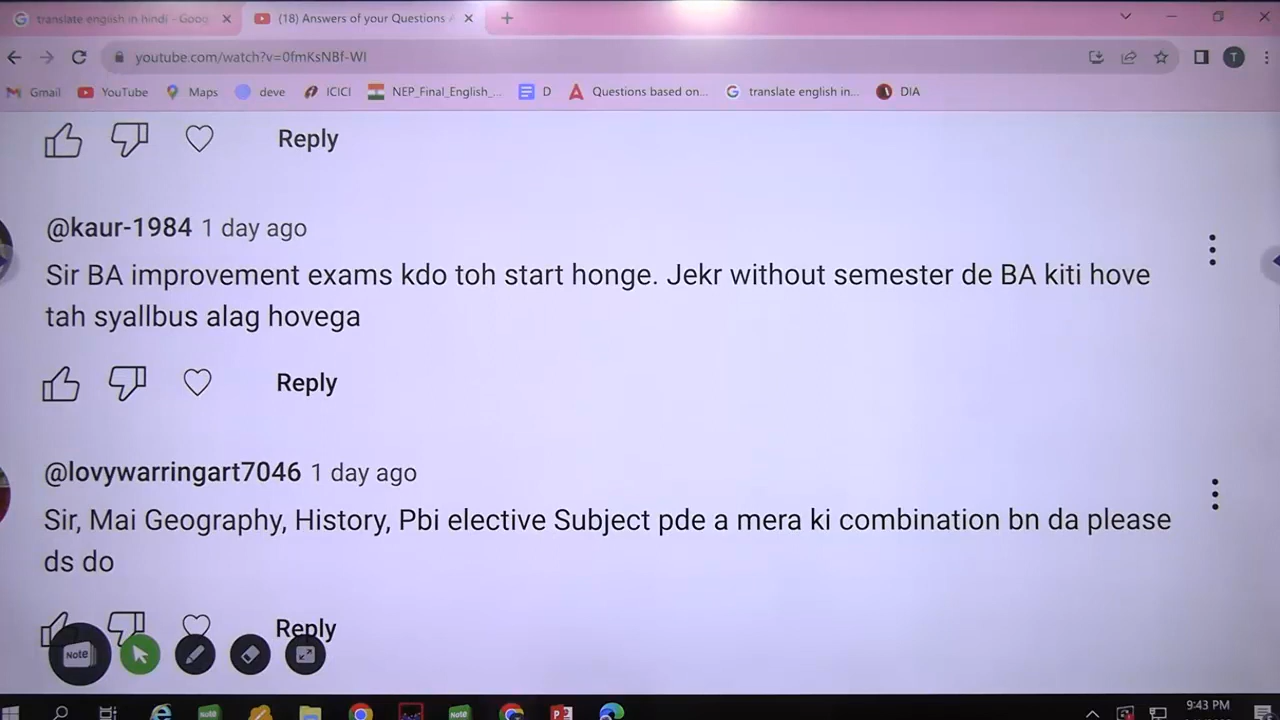 translate english in hindi - Goog
(18) Answers of your Questions
youtube.com/watch?v=0fmKsNBf-WI
Gmail YouTube Maps deve ICICI NEP_Final_English_... D Questions based on... translate english in... DIA
Reply
@kaur-1984 1 day ago
Sir BA improvement exams kdo toh start honge. Jekr without semester de BA kiti hove
tah syallbus alag hovega
Reply
@lovywarringart7046 1 day ago
Sir, Mai Geography, History, Pbi elective Subject pde a mera ki combination bn da please
ds do
Reply
Note
9:43 PM